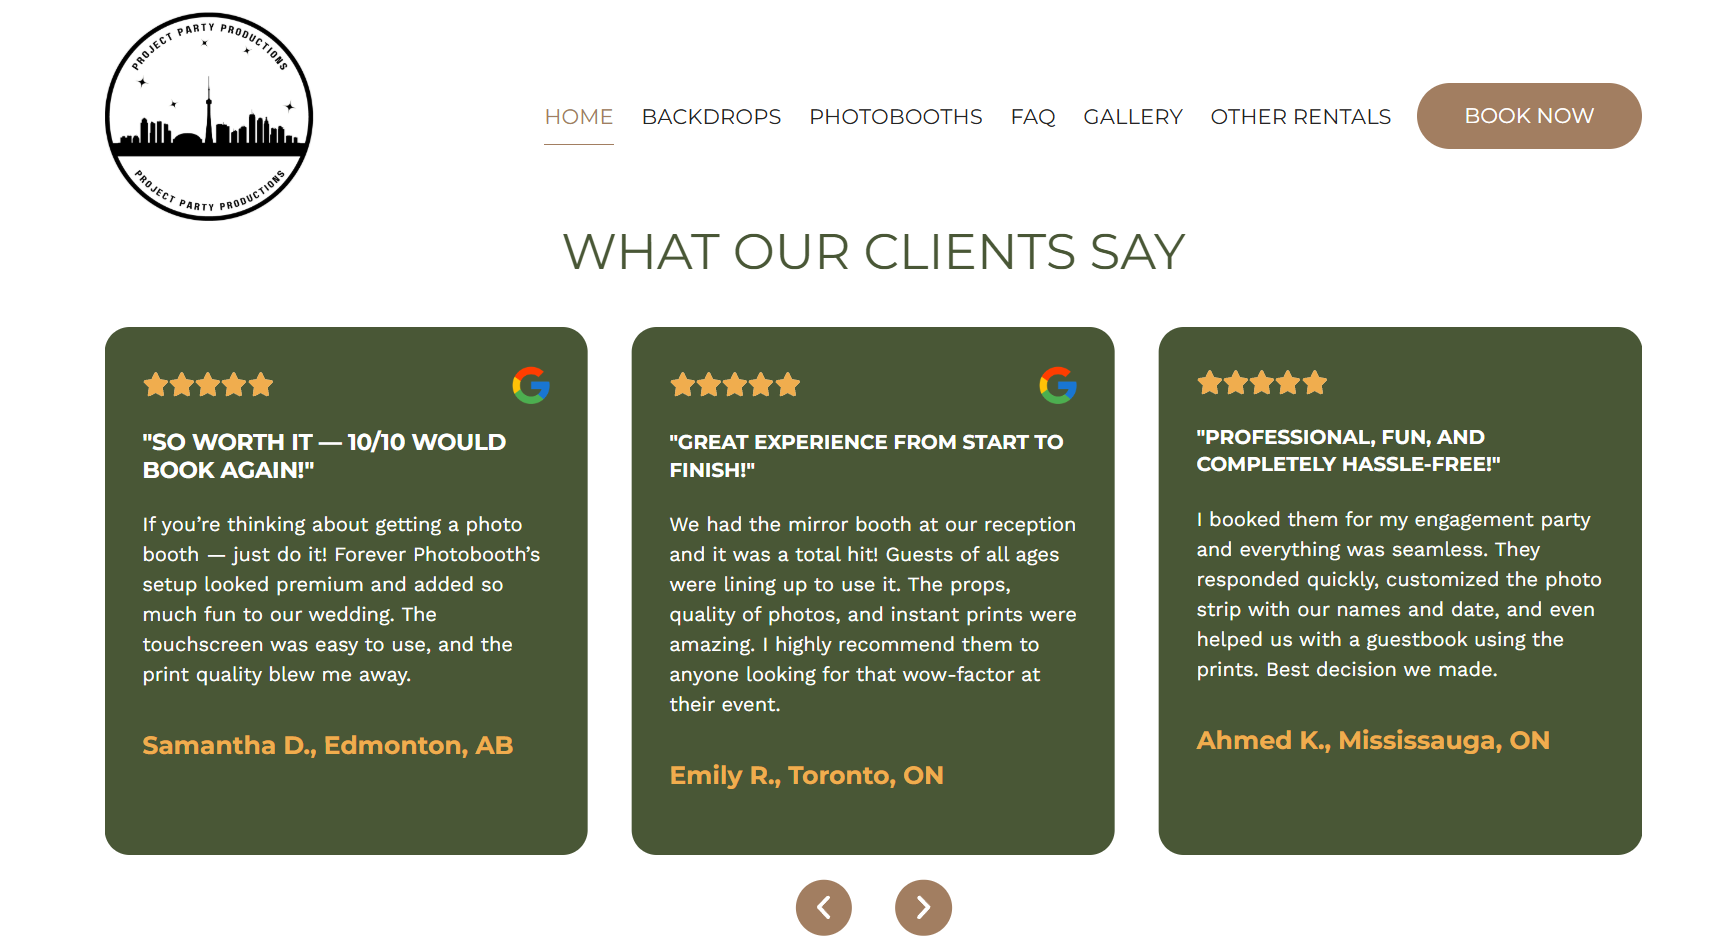 PROJECT PARTY PRODUCTIONS
PROJECT PARTY PRODUCTIONS
HOME BACKDROPS PHOTOBOOTHS FAQ GALLERY OTHER RENTALS BOOK NOW
WHAT OUR CLIENTS SAY
"SO WORTH IT — 10/10 WOULD
BOOK AGAIN!"
If you’re thinking about getting a photo
booth — just do it! Forever Photobooth’s
setup looked premium and added so
much fun to our wedding. The
touchscreen was easy to use, and the
print quality blew me away.
Samantha D., Edmonton, AB
"GREAT EXPERIENCE FROM START TO
FINISH!"
We had the mirror booth at our reception
and it was a total hit! Guests of all ages
were lining up to use it. The props,
quality of photos, and instant prints were
amazing. I highly recommend them to
anyone looking for that wow-factor at
their event.
Emily R., Toronto, ON
"PROFESSIONAL, FUN, AND
COMPLETELY HASSLE-FREE!"
I booked them for my engagement party
and everything was seamless. They
responded quickly, customized the photo
strip with our names and date, and even
helped us with a guestbook using the
prints. Best decision we made.
Ahmed K., Mississauga, ON